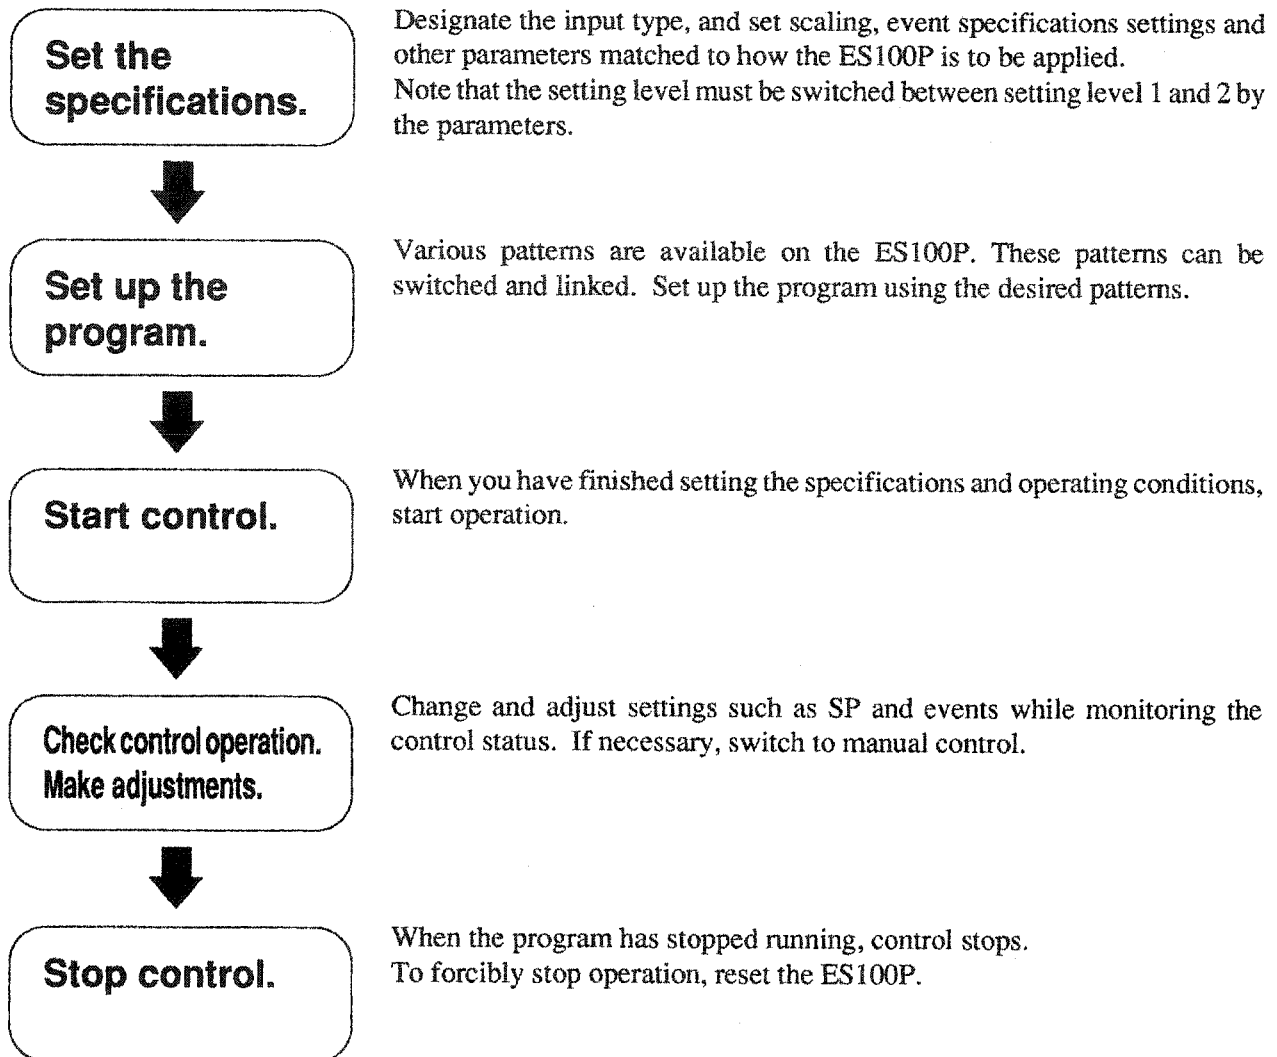 Set the
specifications.
Designate the input type, and set scaling, event specifications settings and
other parameters matched to how the ES100P is to be applied.
Note that the setting level must be switched between setting level 1 and 2 by
the parameters.
Set up the
program.
Various patterns are available on the ES100P. These patterns can be
switched and linked. Set up the program using the desired patterns.
Start control.
When you have finished setting the specifications and operating conditions,
start operation.
Check control operation.
Make adjustments.
Change and adjust settings such as SP and events while monitoring the
control status. If necessary, switch to manual control.
Stop control.
When the program has stopped running, control stops.
To forcibly stop operation, reset the ES100P.